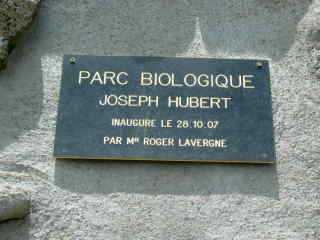 PARC BIOLOGIQUE
JOSEPH HUBERT
INAUGURE LE 28.10.07
PAR Mᴿ ROGER LAVERGNE